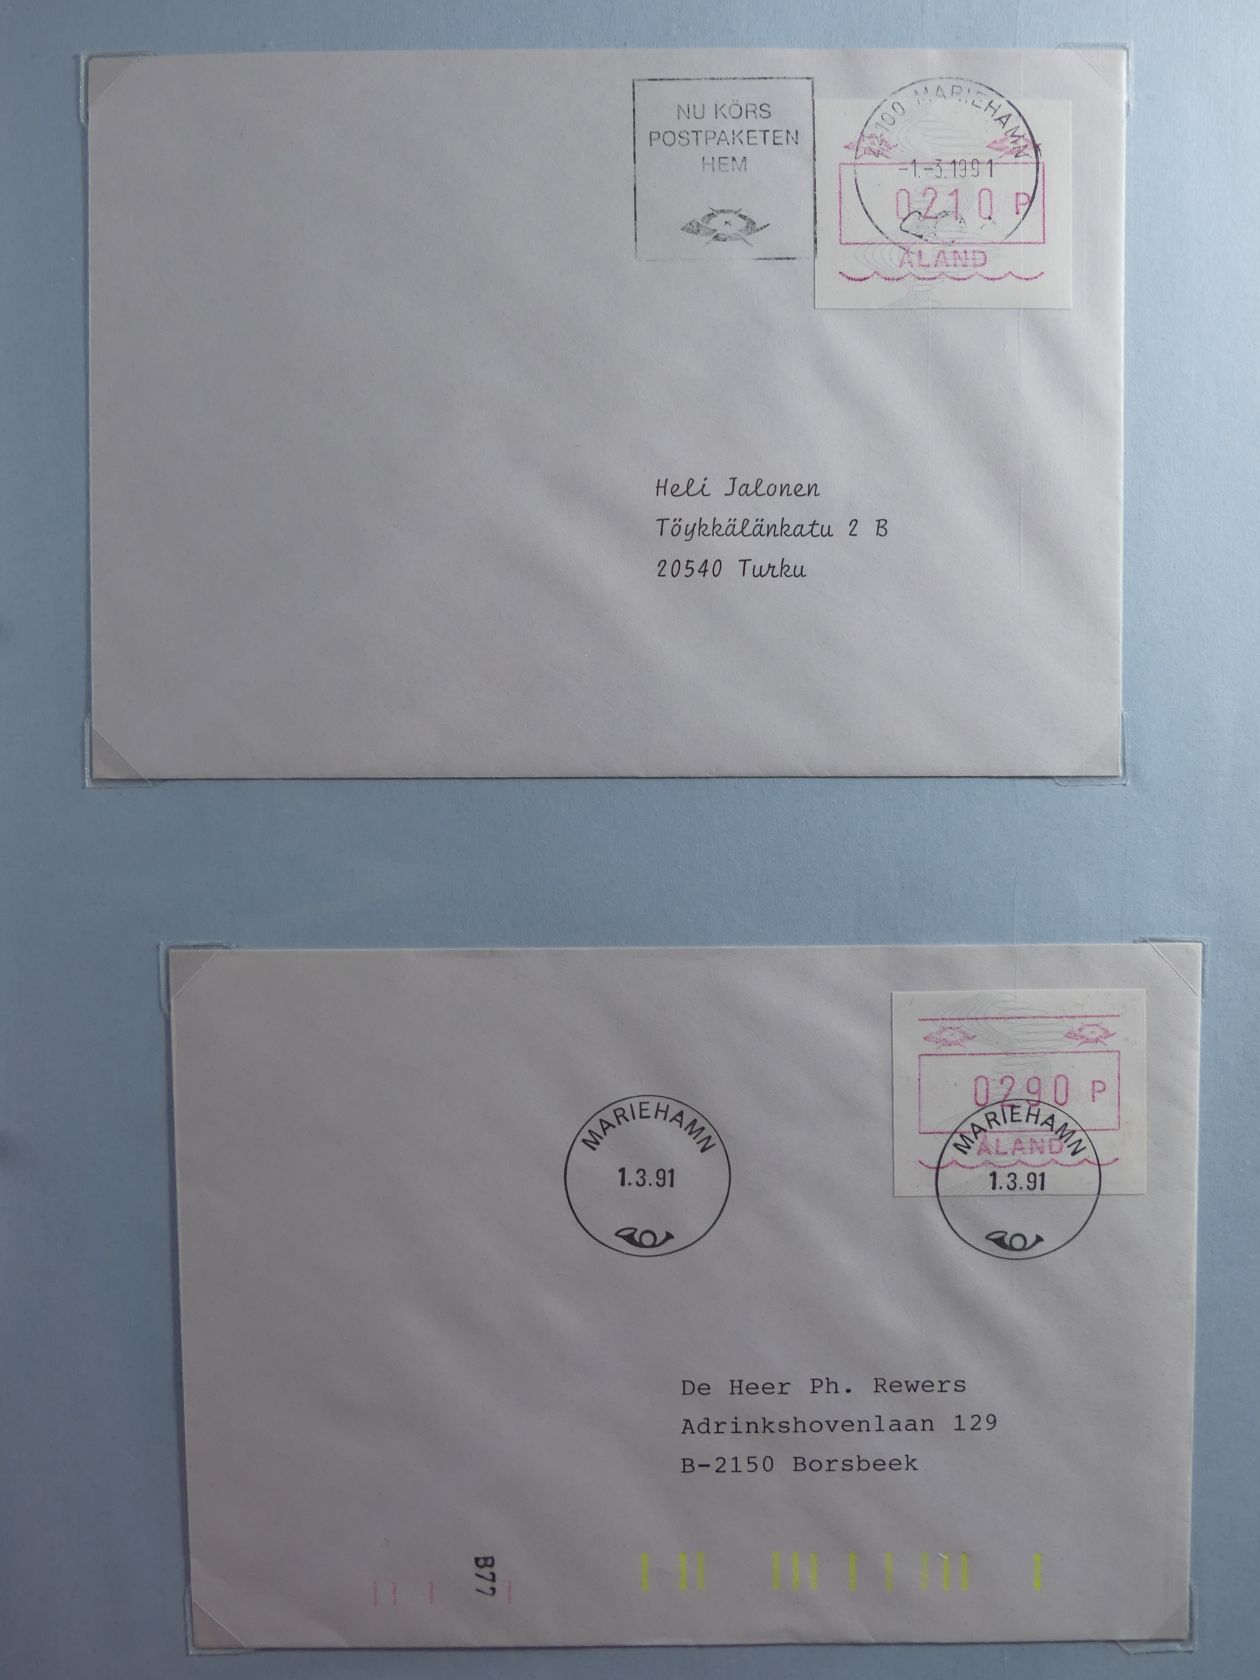 NU KÖRS
POSTPAKETEN
HEM
22100 MARIEHAMN
-1.-3.1991
0210 P
ÅLAND
Heli Jalonen
Töykkälänkatu 2 B
20540 Turku
0290 P
ÅLAND
MARIEHAMN
1.3.91
MARIEHAMN
1.3.91
De Heer Ph. Rewers
Adrinkshovenlaan 129
B-2150 Borsbeek
B77